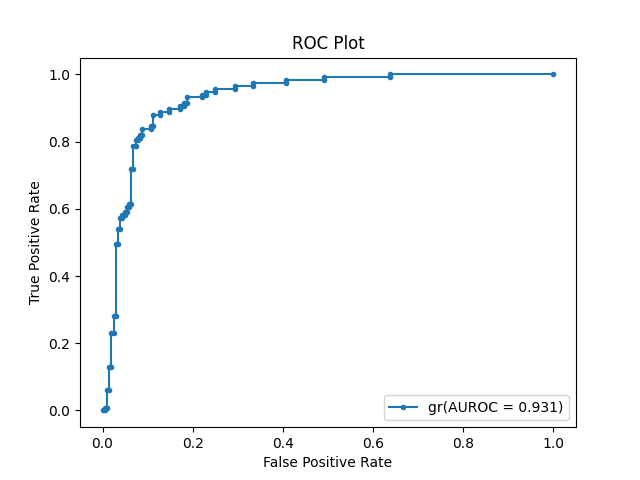 ROC Plot
True Positive Rate
1.0
0.8
0.6
0.4
0.2
0.0
gr(AUROC = 0.931)
0.0 0.2 0.4 0.6 0.8 1.0
False Positive Rate